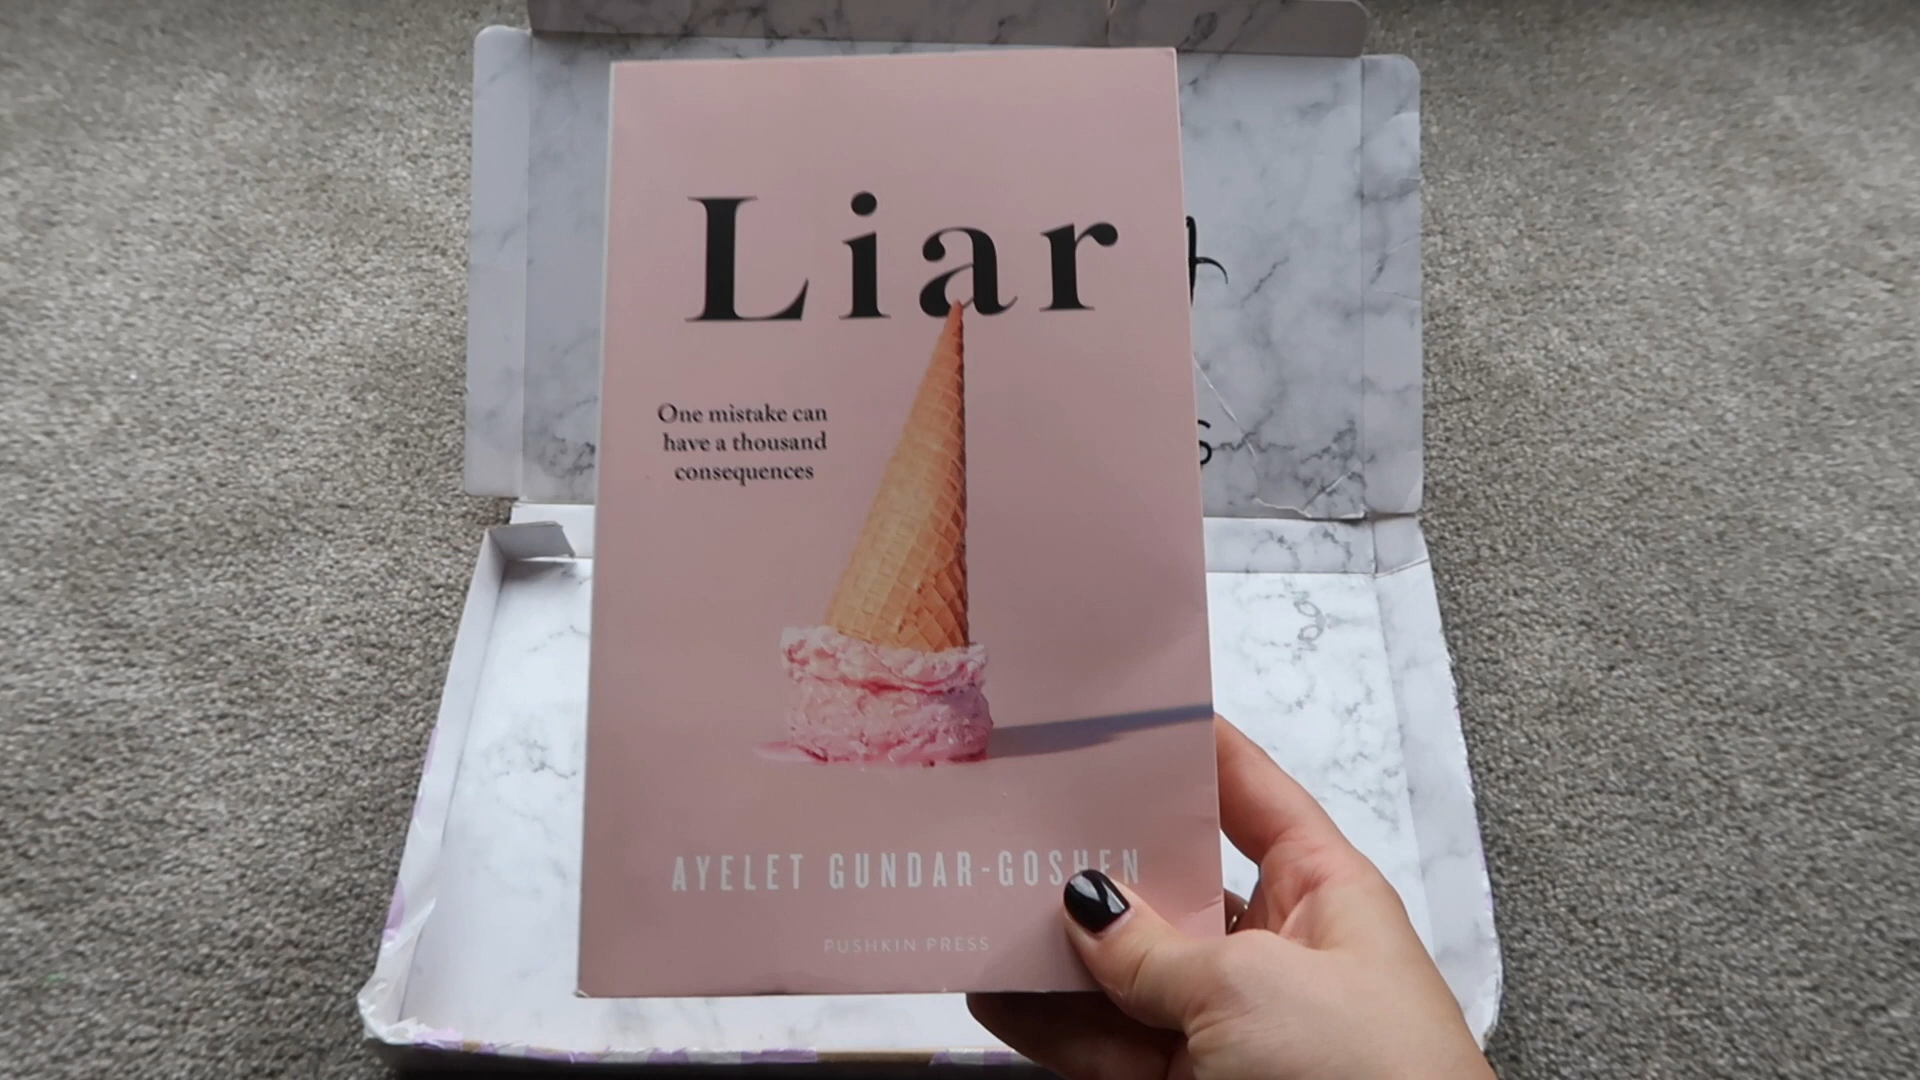 Liar
One mistake can
have a thousand
consequences
AYELET GUNDAR-GOSHEN
PUSHKIN PRESS